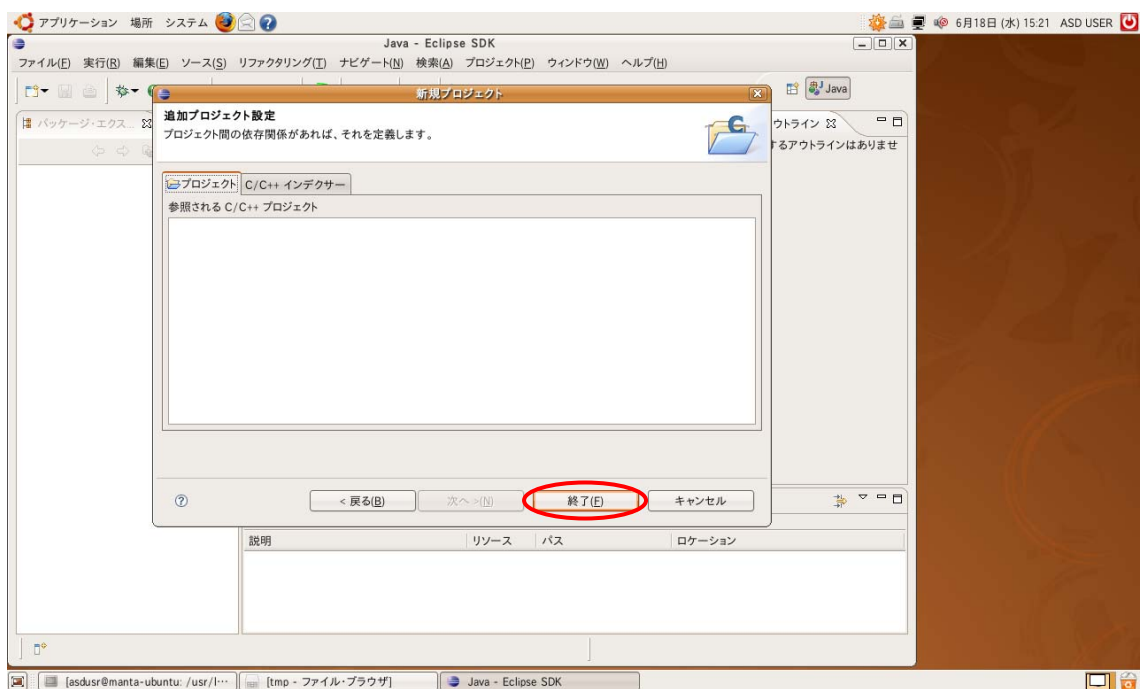 アプリケーション 場所 システム
6月18日 (水) 15:21 ASD USER
Java - Eclipse SDK
ファイル(F) 実行(R) 編集(E) ソース(S) リファクタリング(T) ナビゲート(N) 検索(A) プロジェクト(P) ウィンドウ(W) ヘルプ(H)
新規プロジェクト
Java
追加プロジェクト設定
プロジェクト間の依存関係があれば、それを定義します。
C
パッケージ・エクス...
ウトライン
するアウトラインはありませ
プロジェクト C/C++ インデクサー
参照される C/C++ プロジェクト
< 戻る(B) 次へ >(N) 終了(F) キャンセル
説明 リソース パス ロケーション
[asdusr@manta-ubuntu: /usr/l… [tmp - ファイル・ブラウザ] Java - Eclipse SDK